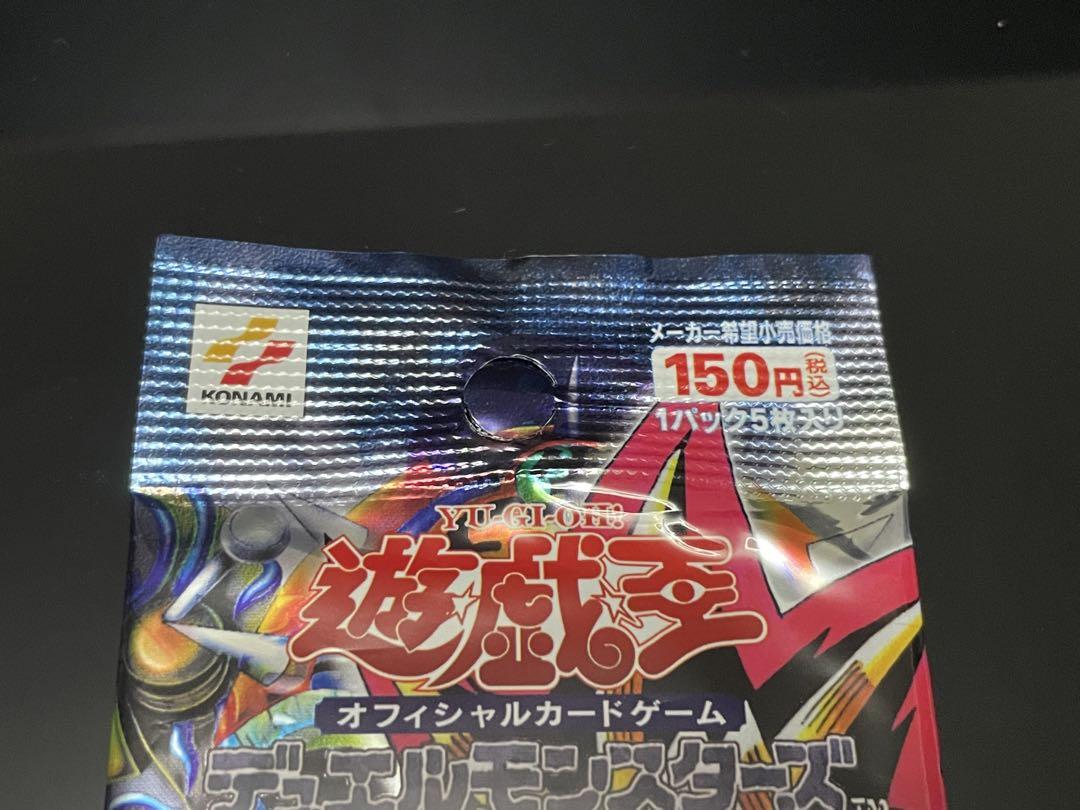 KONAMI
メーカー希望小売価格
150円(税込)
1パック5枚入り
YU-GI-OH!
遊戯王
オフィシャルカードゲーム
デュエルモンスターズ